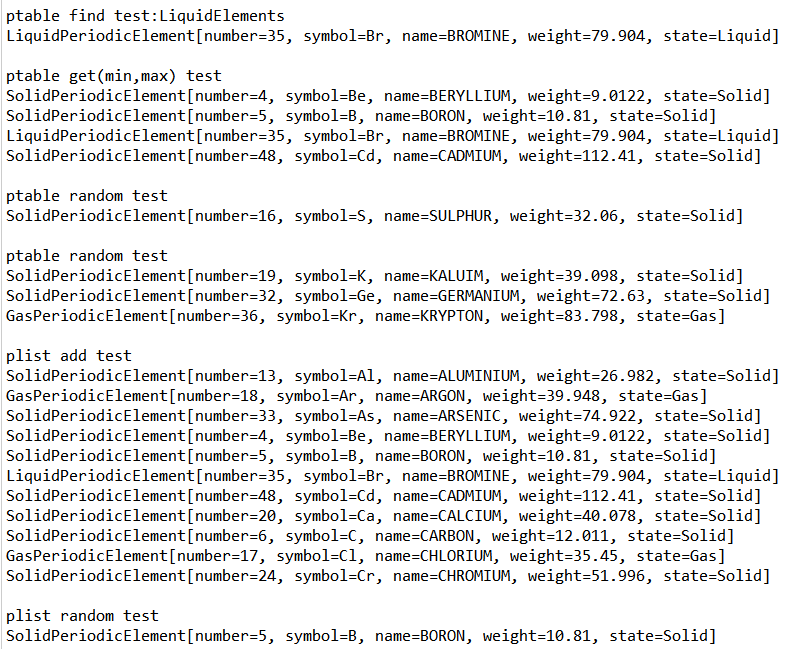 ptable find test:LiquidElements
LiquidPeriodicElement[number=35, symbol=Br, name=BROMINE, weight=79.904, state=Liquid]
ptable get(min,max) test
SolidPeriodicElement[number=4, symbol=Be, name=BERYLLIUM, weight=9.0122, state=Solid]
SolidPeriodicElement[number=5, symbol=B, name=BORON, weight=10.81, state=Solid]
LiquidPeriodicElement[number=35, symbol=Br, name=BROMINE, weight=79.904, state=Liquid]
SolidPeriodicElement[number=48, symbol=Cd, name=CADMIUM, weight=112.41, state=Solid]
ptable random test
SolidPeriodicElement[number=16, symbol=S, name=SULPHUR, weight=32.06, state=Solid]
ptable random test
SolidPeriodicElement[number=19, symbol=K, name=KALUIM, weight=39.098, state=Solid]
SolidPeriodicElement[number=32, symbol=Ge, name=GERMANIUM, weight=72.63, state=Solid]
GasPeriodicElement[number=36, symbol=Kr, name=KRYPTON, weight=83.798, state=Gas]
plist add test
SolidPeriodicElement[number=13, symbol=Al, name=ALUMINIUM, weight=26.982, state=Solid]
GasPeriodicElement[number=18, symbol=Ar, name=ARGON, weight=39.948, state=Gas]
SolidPeriodicElement[number=33, symbol=As, name=ARSENIC, weight=74.922, state=Solid]
SolidPeriodicElement[number=4, symbol=Be, name=BERYLLIUM, weight=9.0122, state=Solid]
SolidPeriodicElement[number=5, symbol=B, name=BORON, weight=10.81, state=Solid]
LiquidPeriodicElement[number=35, symbol=Br, name=BROMINE, weight=79.904, state=Liquid]
SolidPeriodicElement[number=48, symbol=Cd, name=CADMIUM, weight=112.41, state=Solid]
SolidPeriodicElement[number=20, symbol=Ca, name=CALCIUM, weight=40.078, state=Solid]
SolidPeriodicElement[number=6, symbol=C, name=CARBON, weight=12.011, state=Solid]
GasPeriodicElement[number=17, symbol=Cl, name=CHLORIUM, weight=35.45, state=Gas]
SolidPeriodicElement[number=24, symbol=Cr, name=CHROMIUM, weight=51.996, state=Solid]
plist random test
SolidPeriodicElement[number=5, symbol=B, name=BORON, weight=10.81, state=Solid]